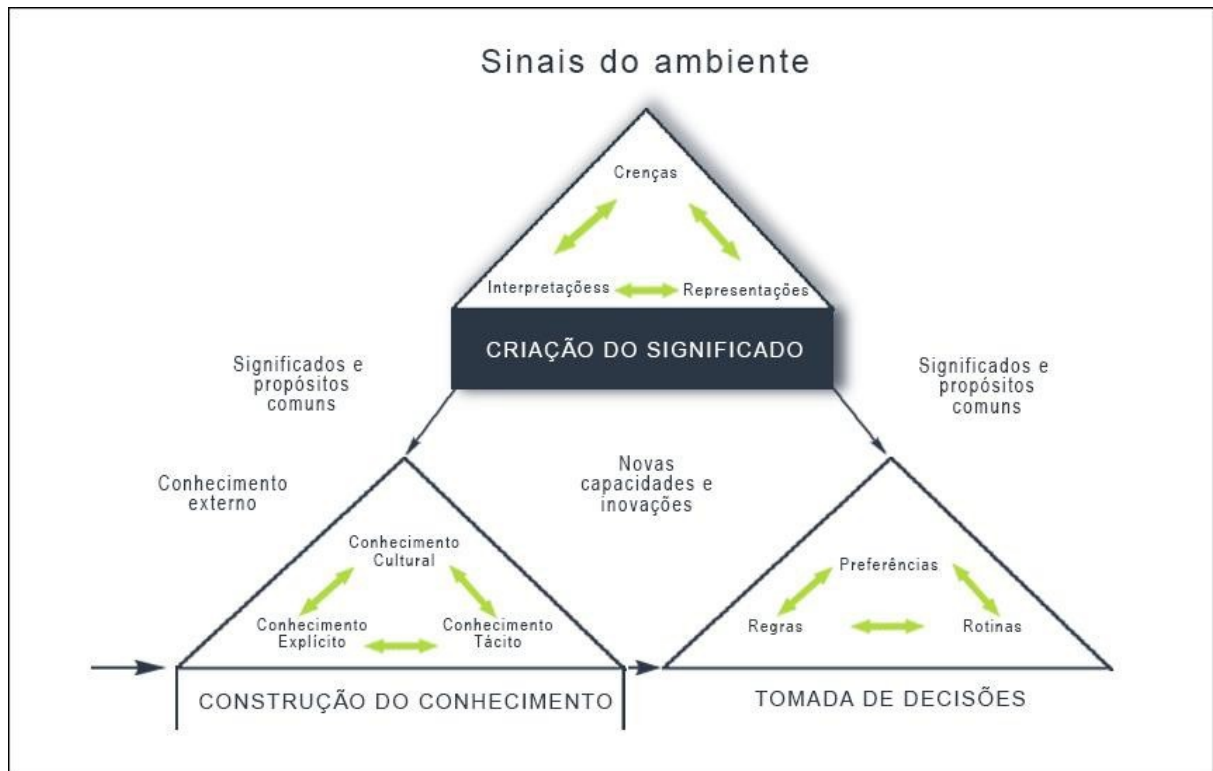 Sinais do ambiente
Crenças
Interpretaçõess
Representações
CRIAÇÃO DO SIGNIFICADO
Significados e
propósitos
comuns
Significados e
propósitos
comuns
Conhecimento
externo
Novas
capacidades e
inovações
Conhecimento
Cultural
Conhecimento
Explícito
Conhecimento
Tácito
Preferências
Regras
Rotinas
CONSTRUÇÃO DO CONHECIMENTO
TOMADA DE DECISÕES